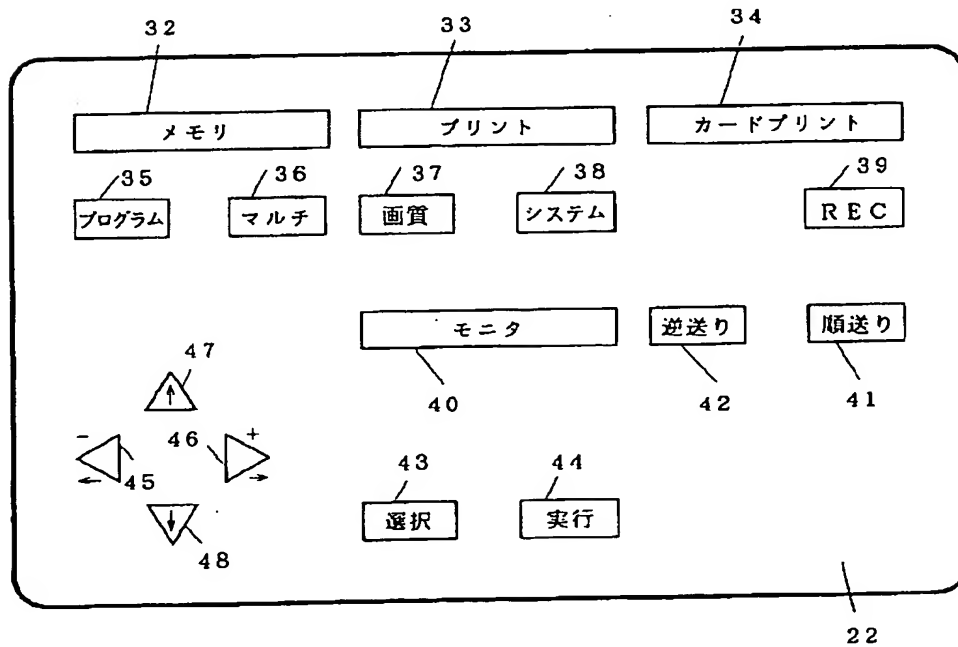 32 33 34
メモリ プリント カードプリント
35 36 37 38 39
プログラム マルチ 画質 システム REC
モニタ 逆送り 順送り
47
40 42 41
- 46 +
45
43 44
選択 実行
48
22